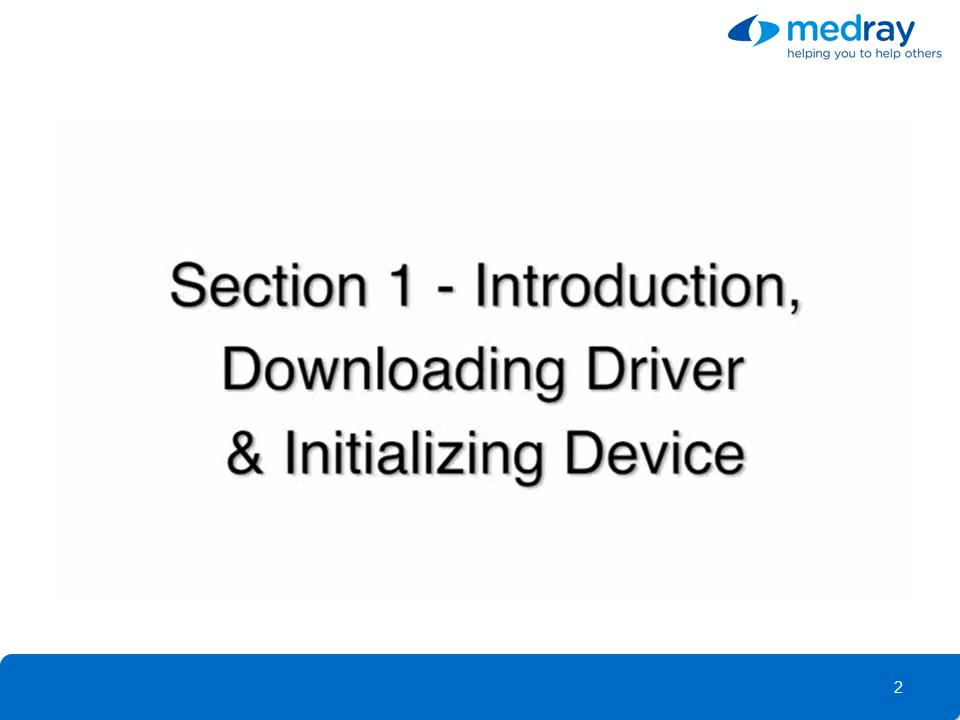 medray
helping you to help others
Section 1 - Introduction,
Downloading Driver
& Initializing Device
2